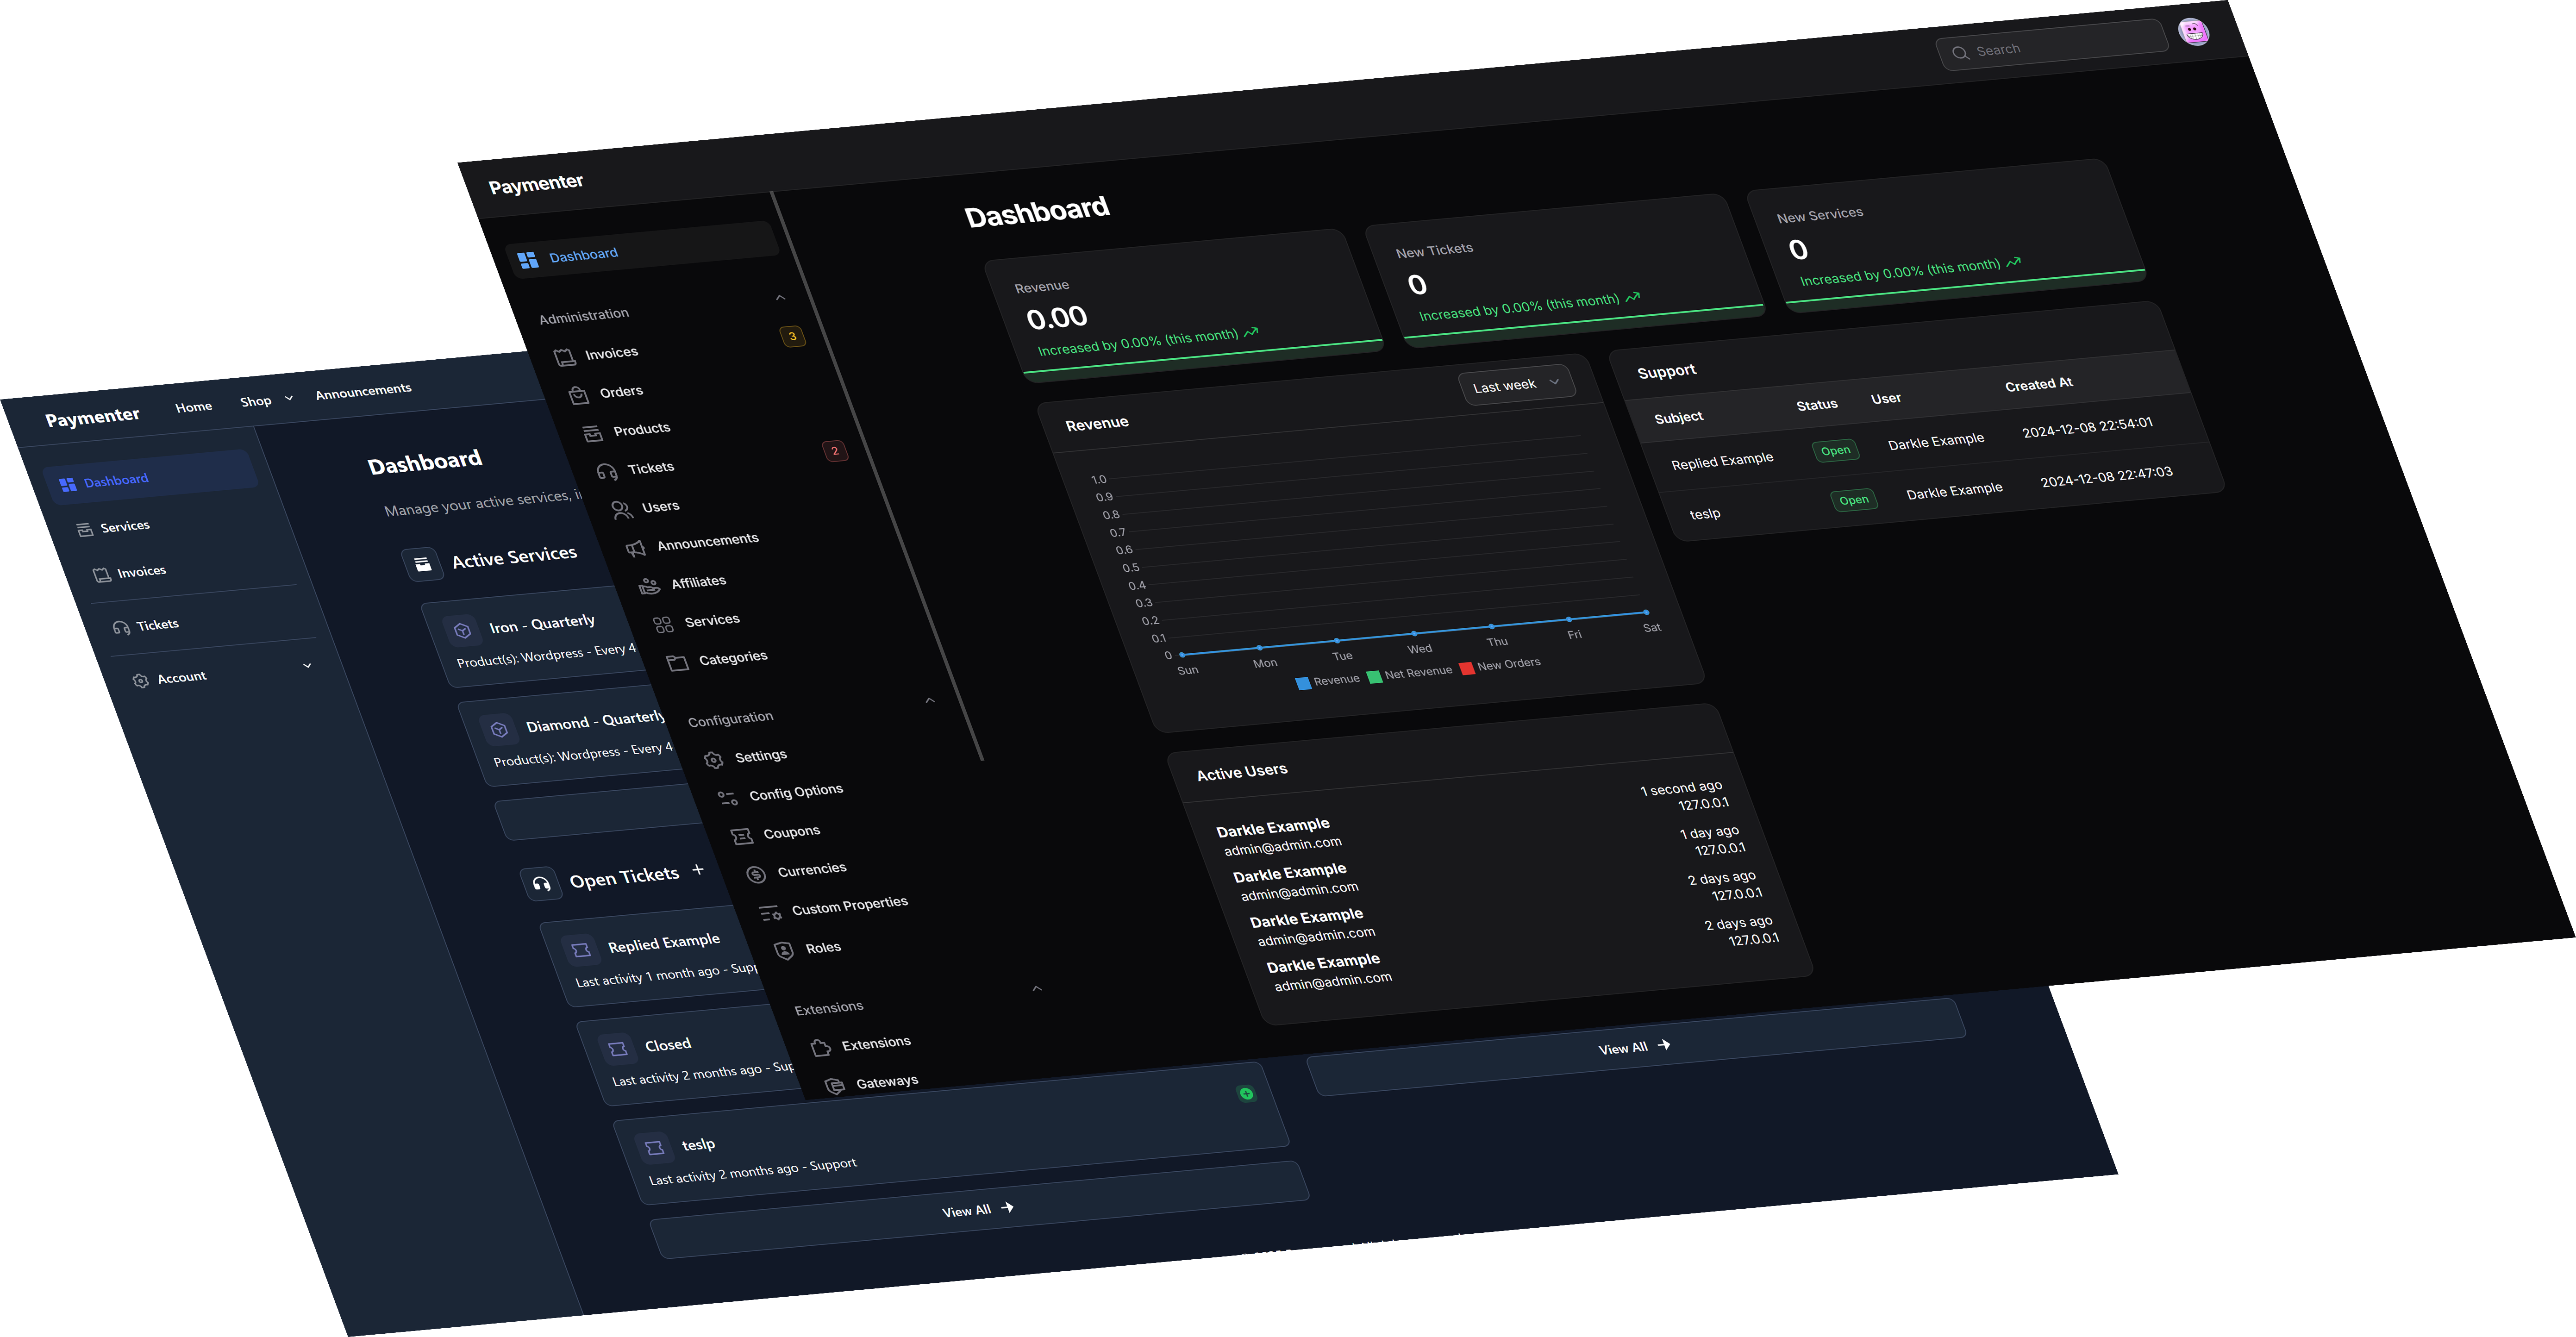 Search
Paymenter
Dashboard
Administration
Invoices
3
Orders
Products
Tickets
2
Users
Announcements
Affiliates
Services
Categories
Configuration
Settings
Config Options
Coupons
Currencies
Custom Properties
Roles
Extensions
Extensions
Gateways
Dashboard
Revenue
0.00
Increased by 0.00% (this month)
New Tickets
0
Increased by 0.00% (this month)
New Services
0
Increased by 0.00% (this month)
Revenue
Last week
1.0
0.9
0.8
0.7
0.6
0.5
0.4
0.3
0.2
0.1
0
Sun Mon Tue Wed Thu Fri Sat
Revenue Net Revenue New Orders
Support
Subject Status User Created At
Replied Example Open Darkle Example 2024-12-08 22:54:01
teslp Open Darkle Example 2024-12-08 22:47:03
Active Users
Darkle Example 1 second ago
admin@admin.com 127.0.0.1
Darkle Example 1 day ago
admin@admin.com 127.0.0.1
Darkle Example 2 days ago
admin@admin.com 127.0.0.1
Darkle Example 2 days ago
admin@admin.com 127.0.0.1
Paymenter Home Shop Announcements
Dashboard
Services
Invoices
Tickets
Account
Dashboard
Manage your active services,
Active Services
Iron - Quarterly
Product(s): Wordpress - Every 4
Diamond - Quarterly
Product(s): Wordpress - Every 4
Open Tickets +
Replied Example
Last activity 1 month ago -
Closed
Last activity 2 months ago -
teslp
Last activity 2 months ago - Support
View All
View All